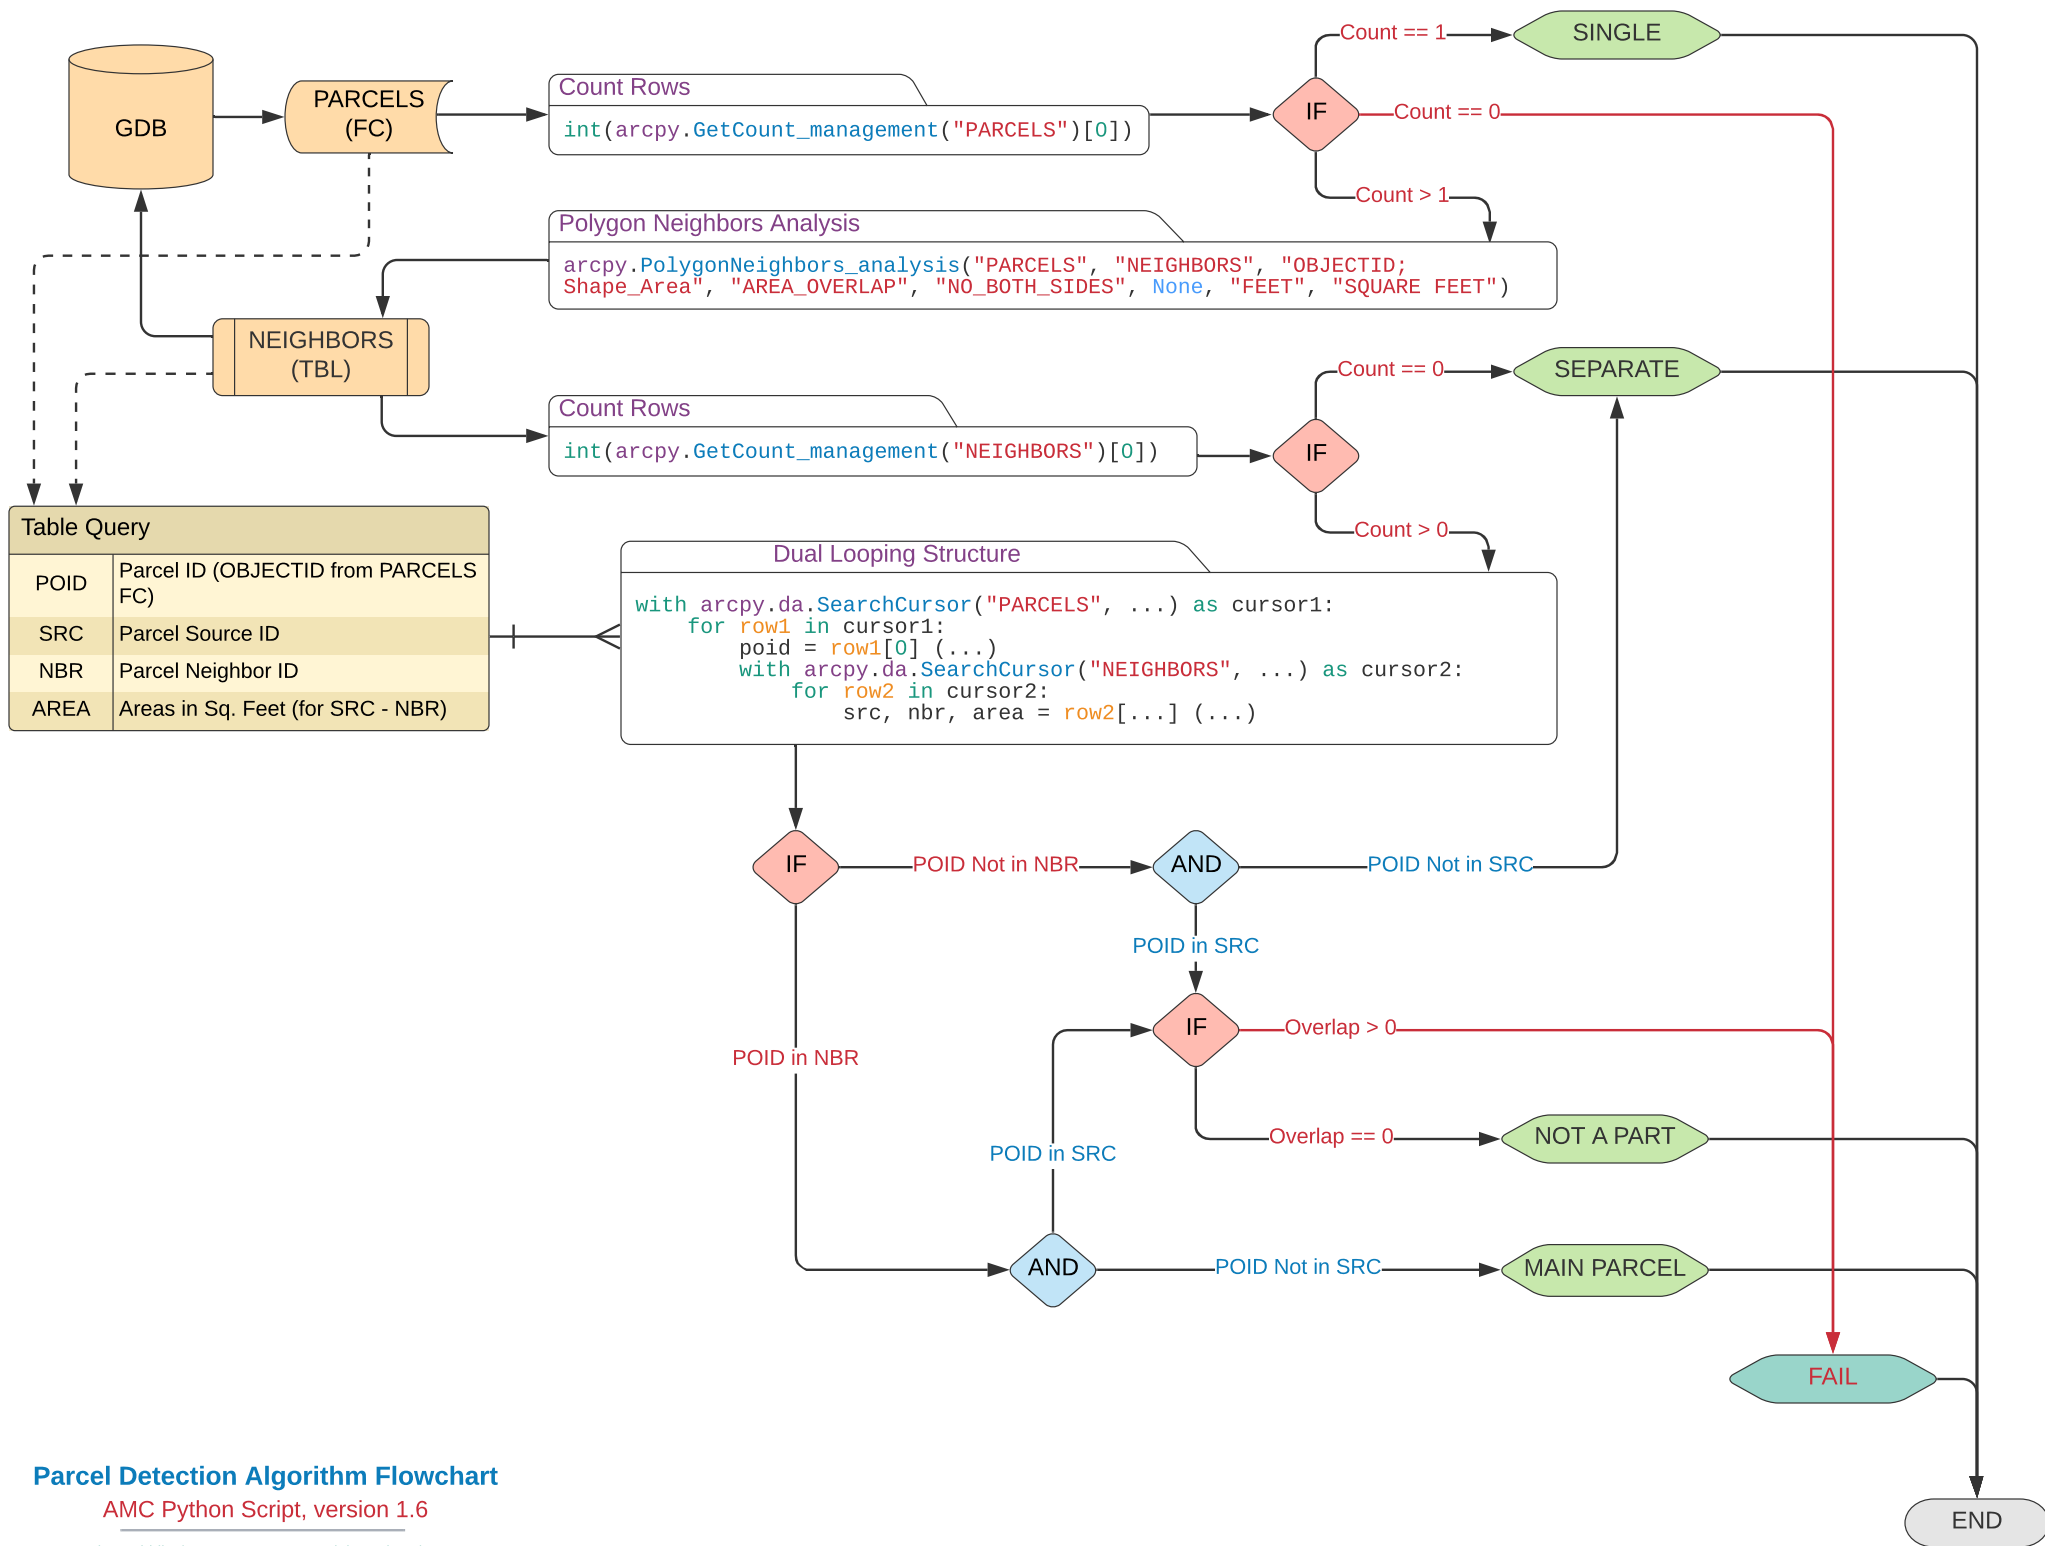 Count == 1
SINGLE
GDB
PARCELS
(FC)
Count Rows
int(arcpy.GetCount_management("PARCELS")[0])
IF
Count == 0
Count > 1
Polygon Neighbors Analysis
arcpy.PolygonNeighbors_analysis("PARCELS", "NEIGHBORS", "OBJECTID;
Shape_Area", "AREA_OVERLAP", "NO_BOTH_SIDES", None, "FEET", "SQUARE FEET")
NEIGHBORS
(TBL)
Count Rows
int(arcpy.GetCount_management("NEIGHBORS")[0])
IF
Count == 0
SEPARATE
Count > 0
Table Query
POID Parcel ID (OBJECTID from PARCELS
FC)
SRC Parcel Source ID
NBR Parcel Neighbor ID
AREA Areas in Sq. Feet (for SRC - NBR)
Dual Looping Structure
with arcpy.da.SearchCursor("PARCELS", ...) as cursor1:
for row1 in cursor1:
poid = row1[0] (...)
with arcpy.da.SearchCursor("NEIGHBORS", ...) as cursor2:
for row2 in cursor2:
src, nbr, area = row2[...] (...)
IF
POID Not in NBR
AND
POID Not in SRC
POID in SRC
IF
Overlap > 0
POID in NBR
Overlap == 0
NOT A PART
POID in SRC
AND
POID Not in SRC
MAIN PARCEL
FAIL
Parcel Detection Algorithm Flowchart
AMC Python Script, version 1.6
END